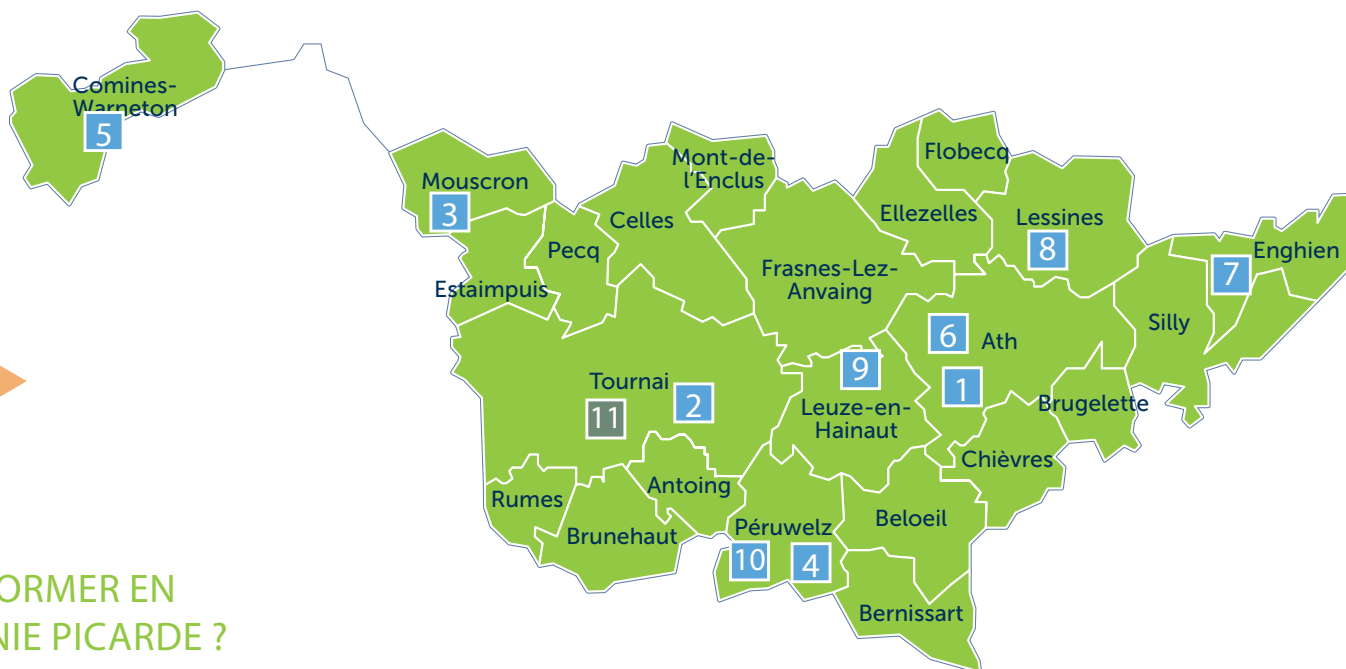 Comines-
Warneton
5
Mouscron
3
Mont-de-
l'Enclus
Flobecq
Celles
Ellezelles
Lessines
8
Pecq
Enghien
7
Estaimpuis
Frasnes-Lez-
Anvaing
Silly
6
Ath
9
1
Tournai
2
11
Leuze-en-
Hainaut
Brugelette
Chièvres
Rumes
Antoing
Brunehaut
Péruwelz
10
4
Beloeil
Bernissart
ORMER EN
NIE PICARDE ?